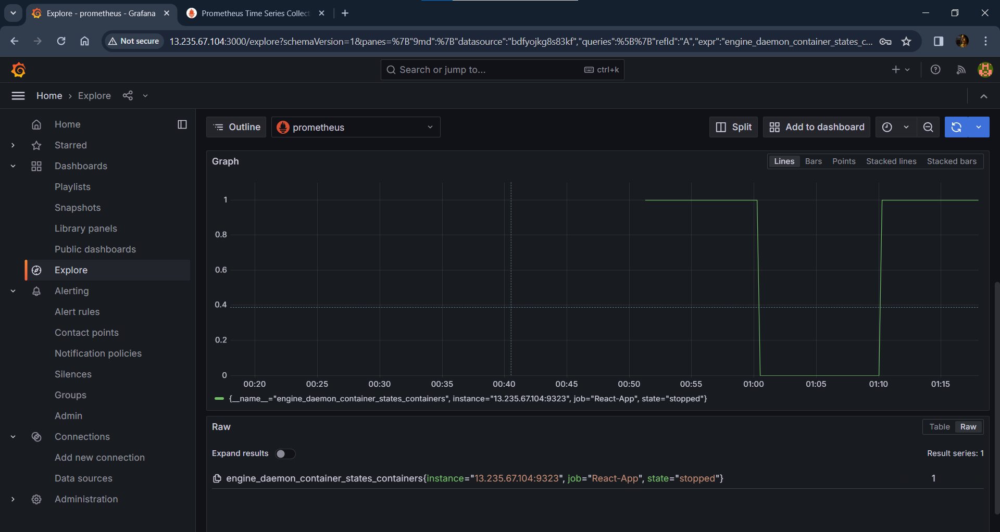 Explore - prometheus - Grafana
Prometheus Time Series Collect
Not secure
13.235.67.104:3000/explore?schemaVersion=1&panes=%7B"9md":%7B"datasource":"bdfyojkg8s83kf","queries":%5B%7B"refId":"A","expr":"engine_daemon_container_states_c...
Search or jump to...
ctrl+k
Home › Explore
Home
Starred
Dashboards
Playlists
Snapshots
Library panels
Public dashboards
Explore
Alerting
Alert rules
Contact points
Notification policies
Silences
Groups
Admin
Connections
Add new connection
Data sources
Administration
Outline
prometheus
Split
Add to dashboard
Graph
Lines Bars Points Stacked lines Stacked bars
1
0.8
0.6
0.4
0.2
0
00:20 00:25 00:30 00:35 00:40 00:45 00:50 00:55 01:00 01:05 01:10 01:15
{__name__="engine_daemon_container_states_containers", instance="13.235.67.104:9323", job="React-App", state="stopped"}
Raw
Table Raw
Expand results
Result series: 1
engine_daemon_container_states_containers{instance="13.235.67.104:9323", job="React-App", state="stopped"} 1